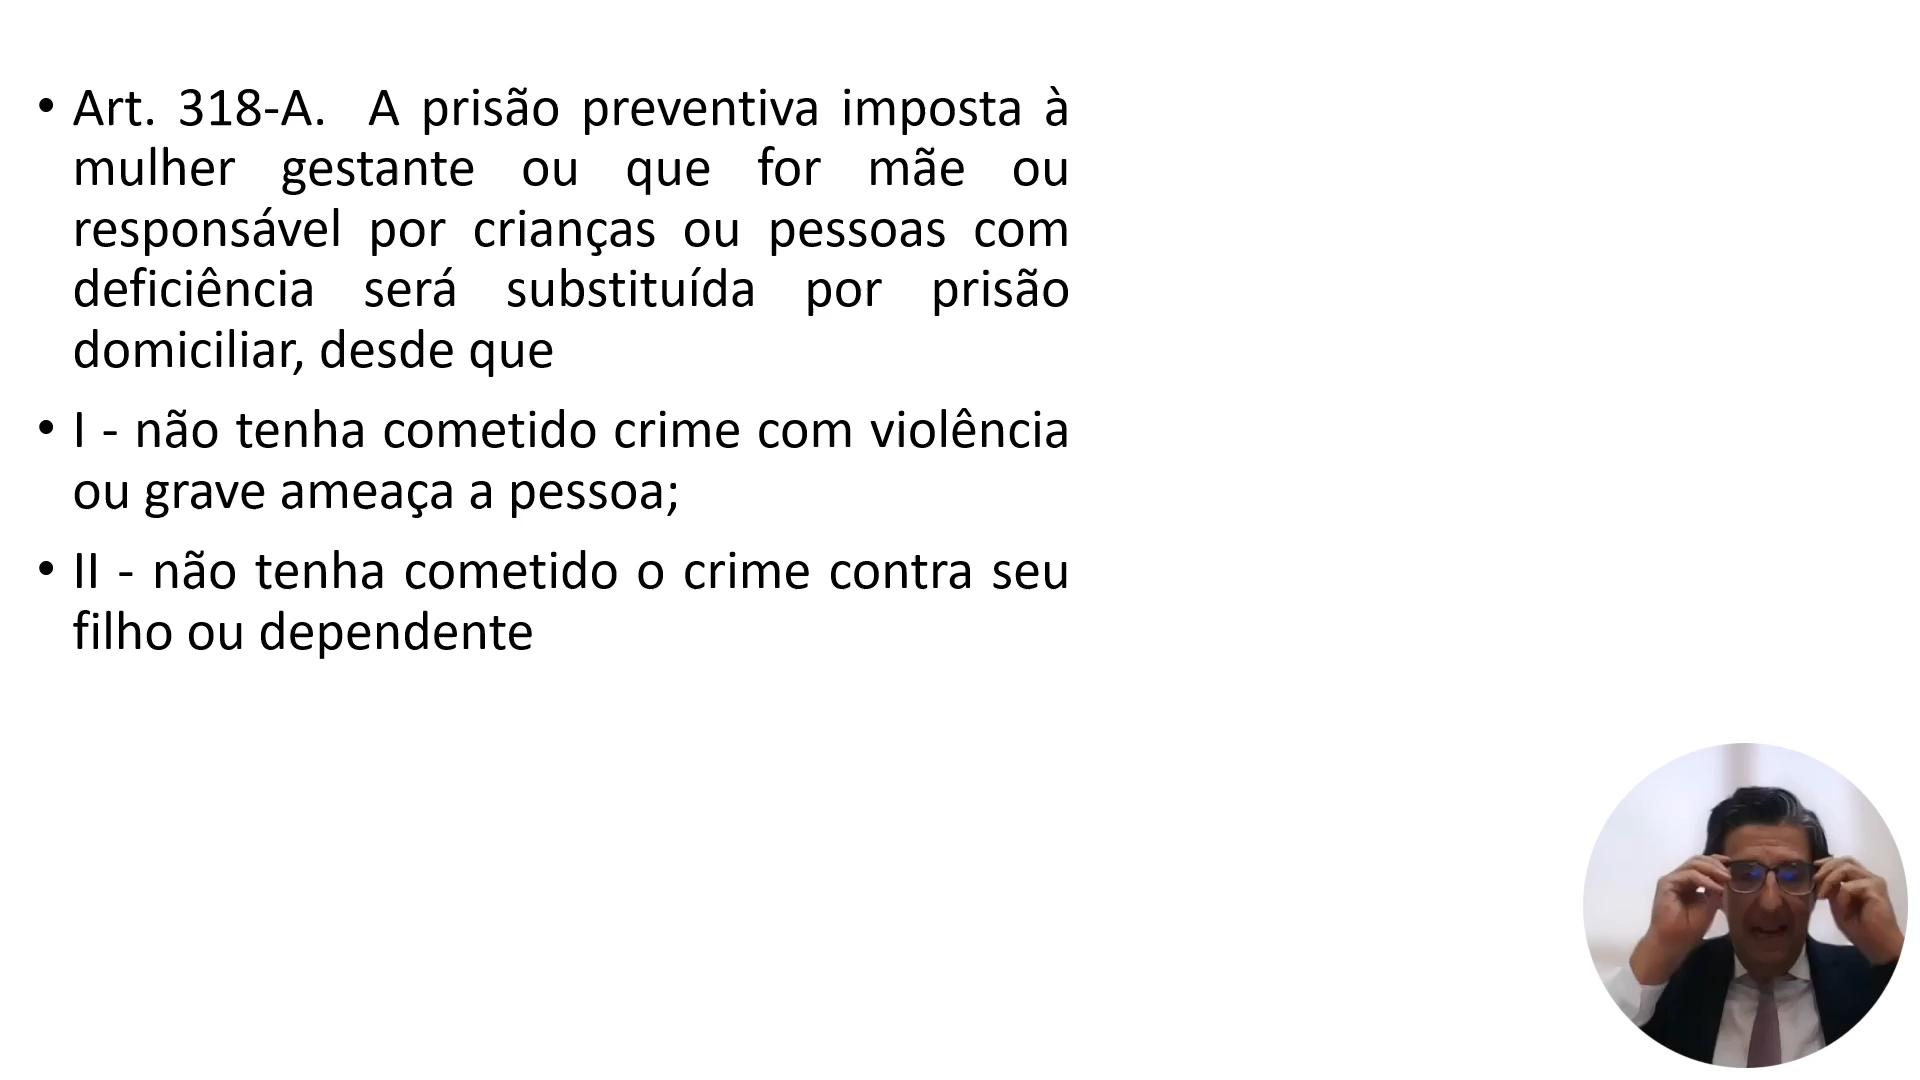 • Art. 318-A.  A prisão preventiva imposta à
mulher gestante ou que for mãe ou
responsável por crianças ou pessoas com
deficiência será substituída por prisão
domiciliar, desde que
• I - não tenha cometido crime com violência
ou grave ameaça a pessoa;
• II - não tenha cometido o crime contra seu
filho ou dependente